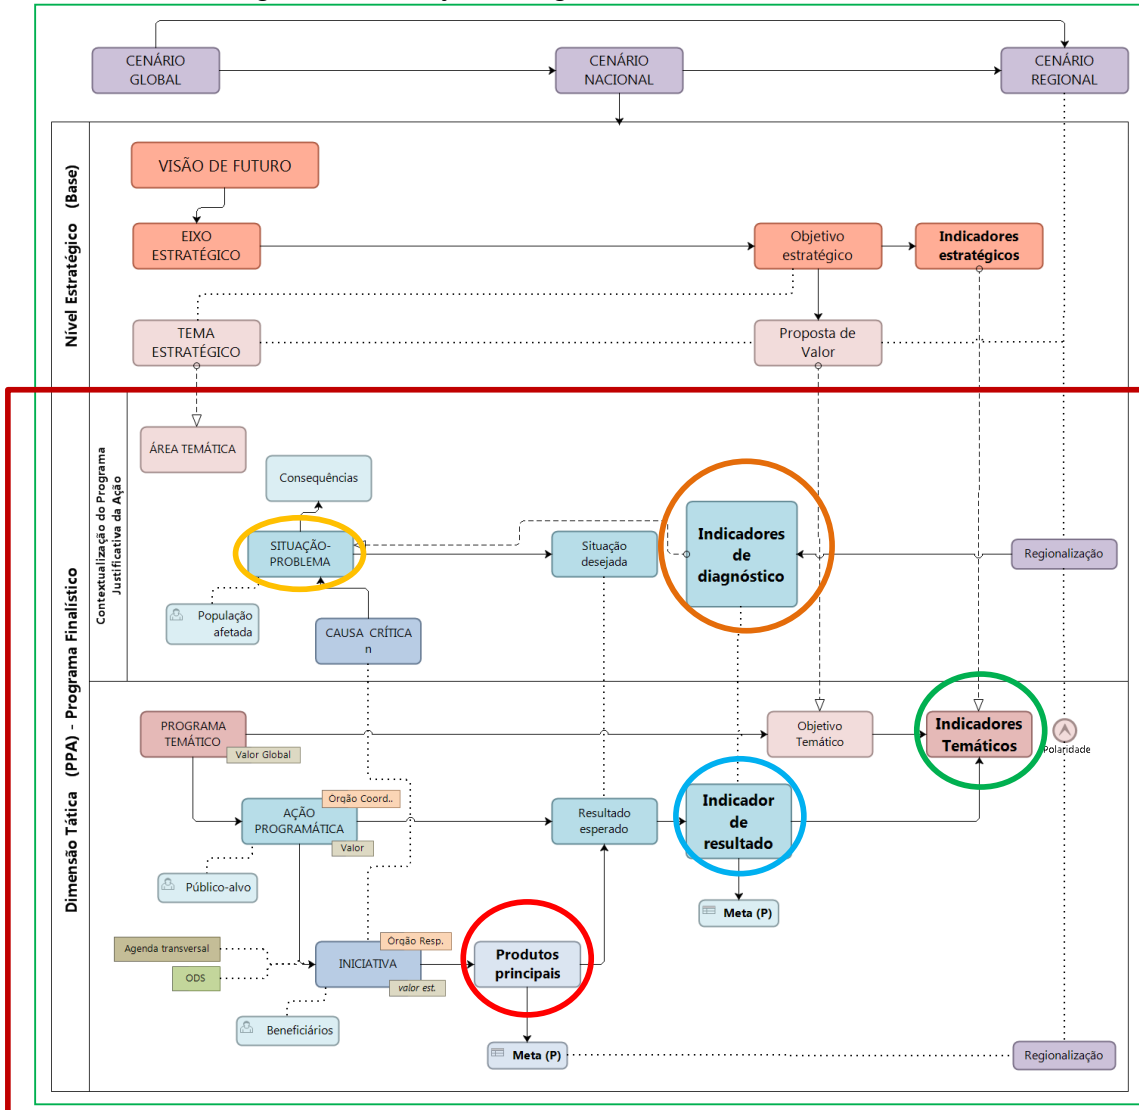 CENÁRIO
GLOBAL
CENÁRIO
NACIONAL
CENÁRIO
REGIONAL
Nível Estratégico (Base)
VISÃO DE FUTURO
EIXO
ESTRATÉGICO
Objetivo
estratégico
Indicadores
estratégicos
TEMA
ESTRATÉGICO
Proposta de
Valor
Dimensão Tática (PPA) - Programa Finalístico
Contextualização do Programa
Justificativa da Ação
ÁREA TEMÁTICA
Consequências
SITUAÇÃO-
PROBLEMA
Situação
desejada
Indicadores
de
diagnóstico
Regionalização
População
afetada
CAUSA CRÍTICA
n
PROGRAMA
TEMÁTICO
Valor Global
Objetivo
Temático
Indicadores
Temáticos
Polaridade
Órgão Coord..
AÇÃO
PROGRAMÁTICA
Valor
Resultado
esperado
Indicador
de
resultado
Público-alvo
Meta (P)
Agenda transversal
ODS
Órgão Resp.
INICIATIVA
valor est.
Produtos
principais
Beneficiários
Meta (P)
Regionalização